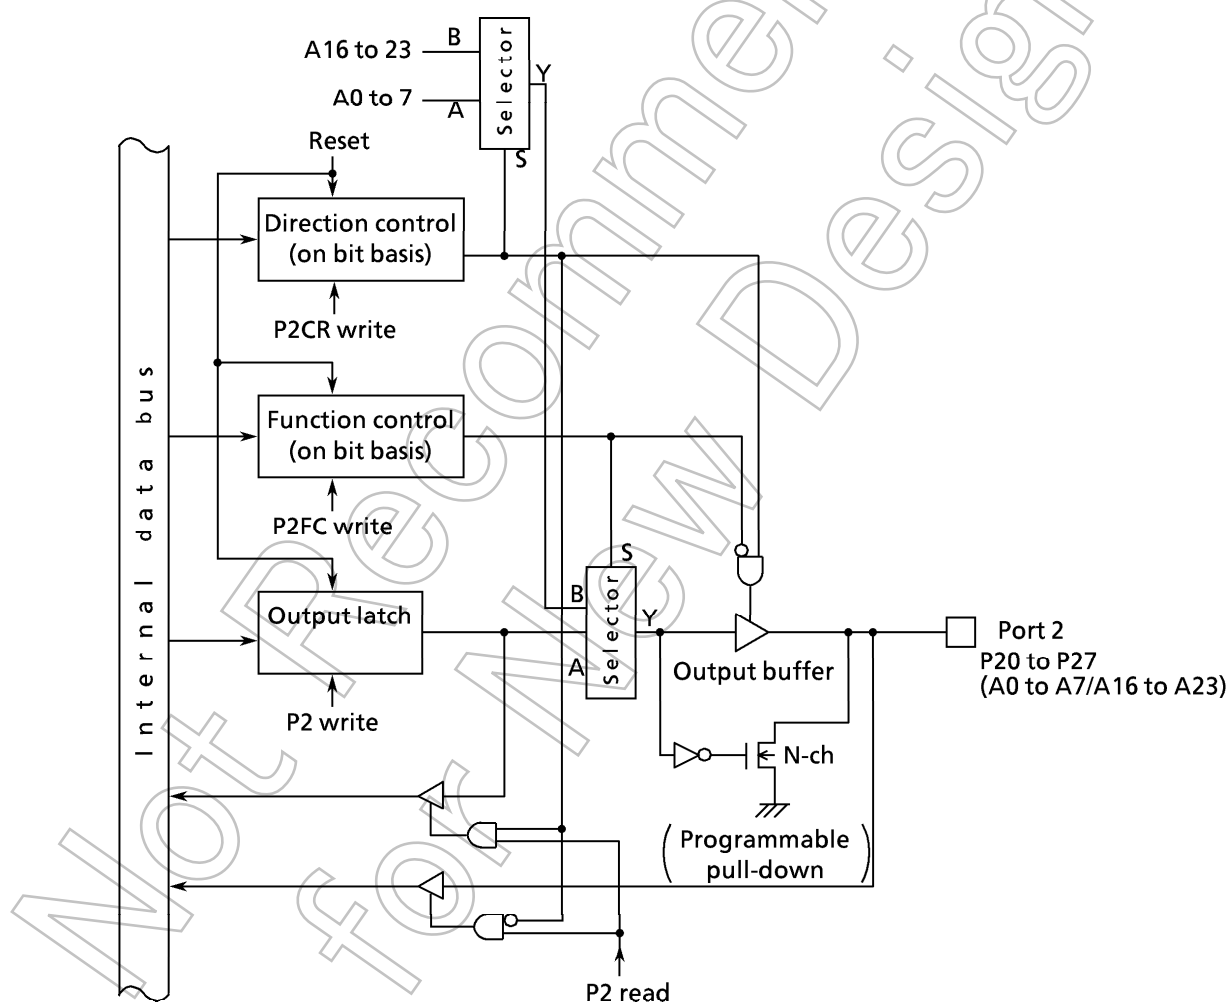 A16 to 23
B
A0 to 7
A
Selector
Y
S
Reset
Direction control
(on bit basis)
P2CR write
Function control
(on bit basis)
P2FC write
Internal data bus
Output latch
P2 write
S
B
A
Selector
Y
Output buffer
Port 2
P20 to P27
(A0 to A7/A16 to A23)
N-ch
(Programmable
pull-down)
P2 read
Not Recommen
for New Design